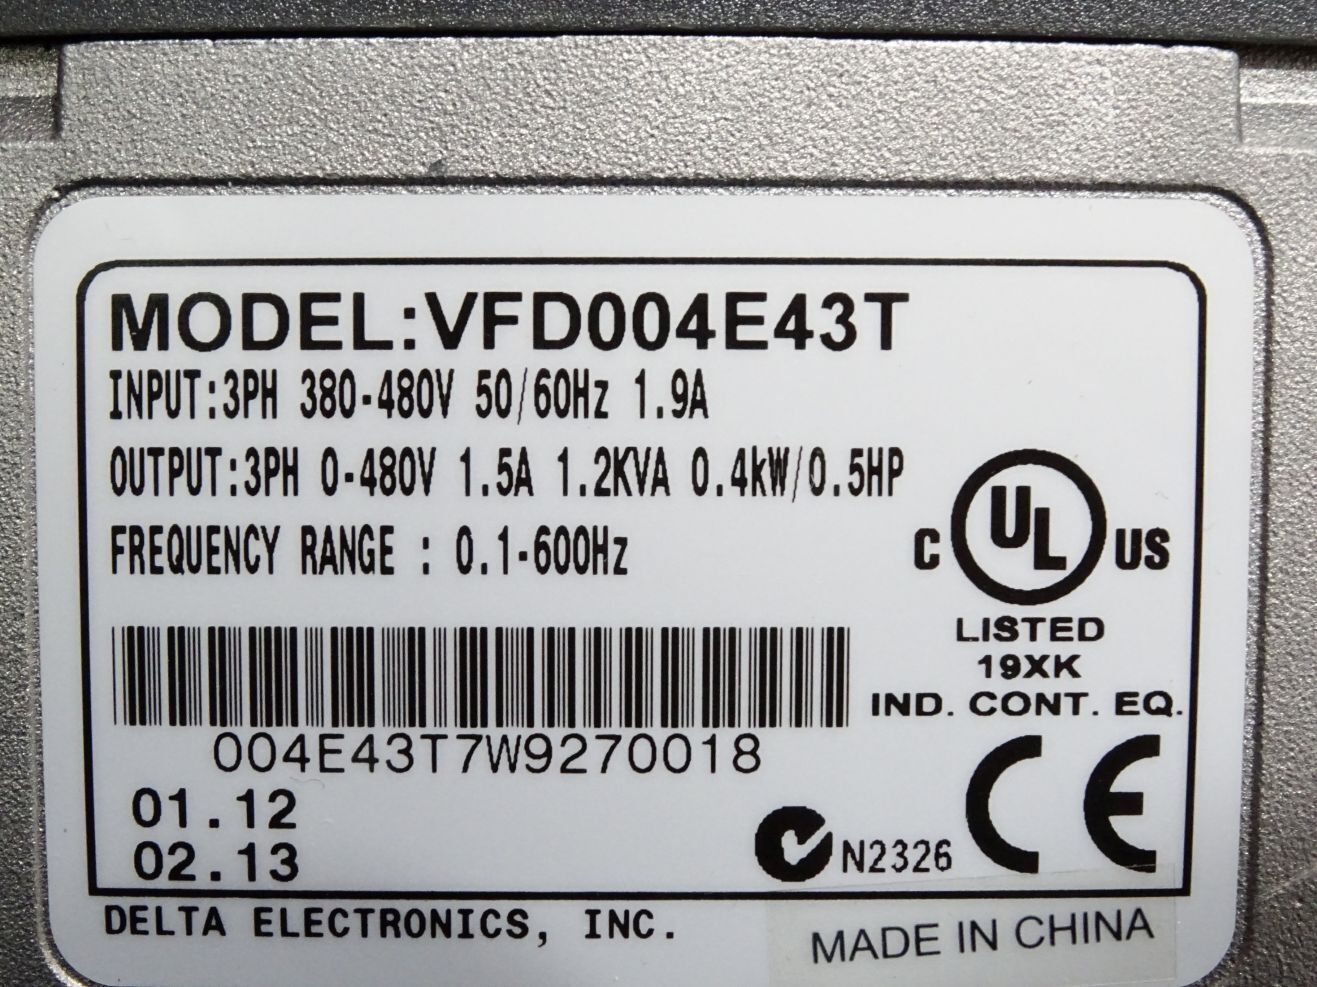 MODEL:VFD004E43T
INPUT:3PH 380-480V 50/60Hz 1.9A
OUTPUT:3PH 0-480V 1.5A 1.2KVA 0.4kW/0.5HP
FREQUENCY RANGE : 0.1-600Hz
C UL US
LISTED
19XK
IND. CONT. EQ.
004E43T7W9270018
01.12
02.13
N2326
CE
DELTA ELECTRONICS, INC.
MADE IN CHINA